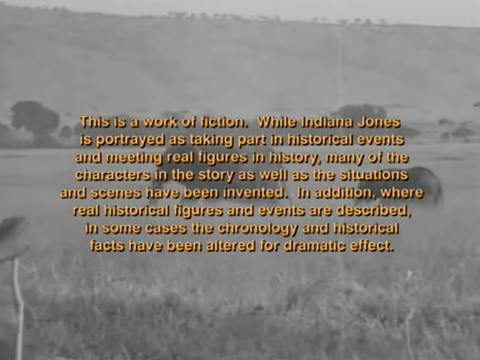 This is a work of fiction.  While Indiana Jones
is portrayed as taking part in historical events
and meeting real figures in history, many of the
characters in the story as well as the situations
and scenes have been invented.  In addition, where
real historical figures and events are described,
in some cases the chronology and historical
facts have been altered for dramatic effect.